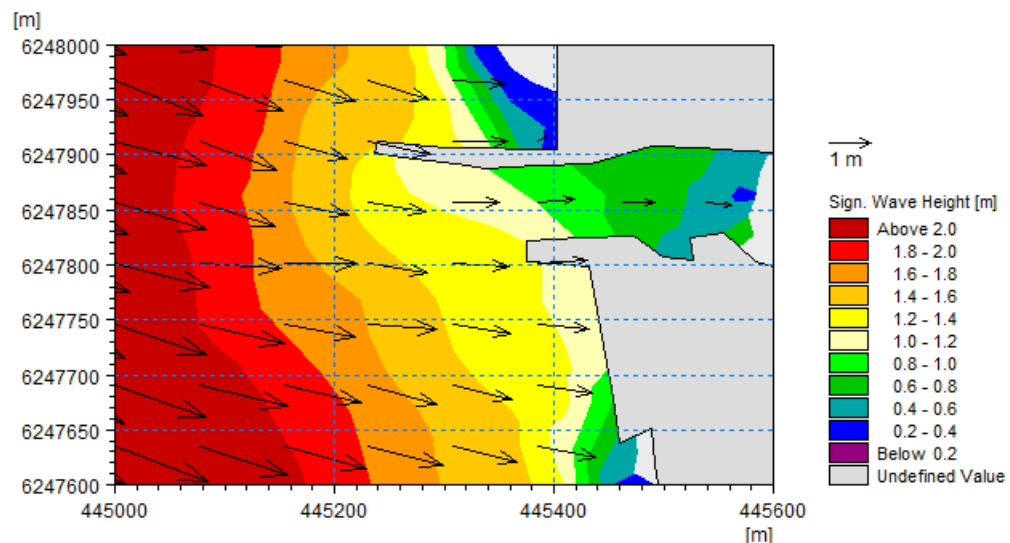 [m]
6248000
6247950
6247900
6247850
6247800
6247750
6247700
6247650
6247600
445000 445200 445400 445600
[m]
1 m
Sign. Wave Height [m]
Above 2.0
1.8 - 2.0
1.6 - 1.8
1.4 - 1.6
1.2 - 1.4
1.0 - 1.2
0.8 - 1.0
0.6 - 0.8
0.4 - 0.6
0.2 - 0.4
Below 0.2
Undefined Value